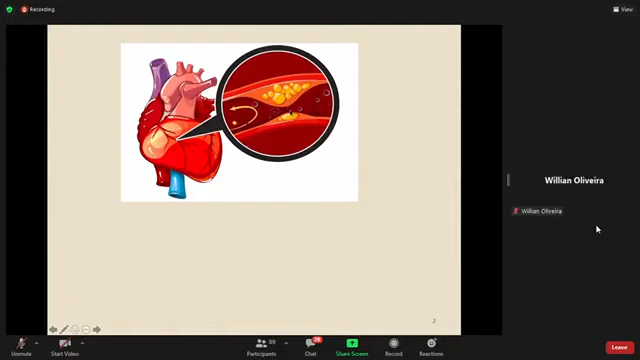 Recording
View
Willian Oliveira
Willian Oliveira
2
Unmute
Start Video
69
Participants
Chat
Share Screen
Record
Reactions
Leave